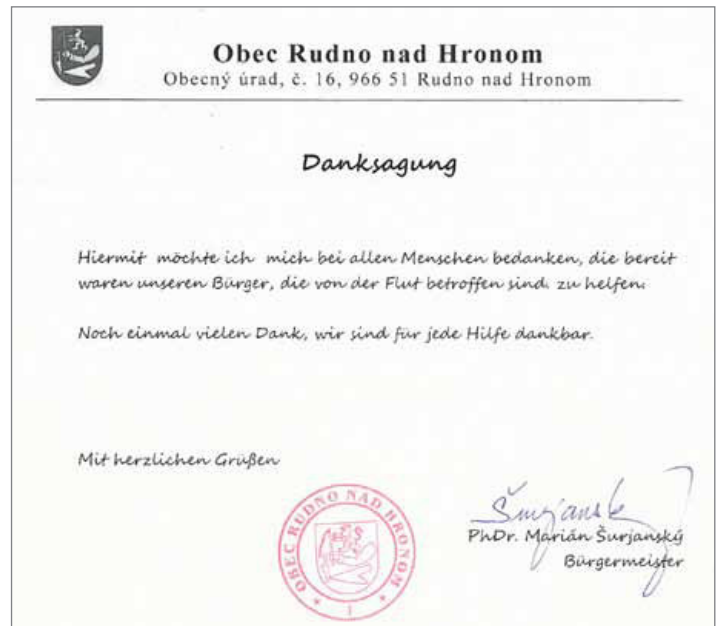 Obec Rudno nad Hronom
Obecný úrad, č. 16, 966 51 Rudno nad Hronom
Danksagung
Hiermit möchte ich mich bei allen Menschen bedanken, die bereit
waren unseren Bürger, die von der Flut betroffen sind. zu helfen.
Noch einmal vielen Dank, wir sind für jede Hilfe dankbar.
Mit herzlichen Grüßen
OBEC RUDNO NAD HRONOM
1
Šurjanský
PhDr. Marián Šurjanský
Bürgermeister